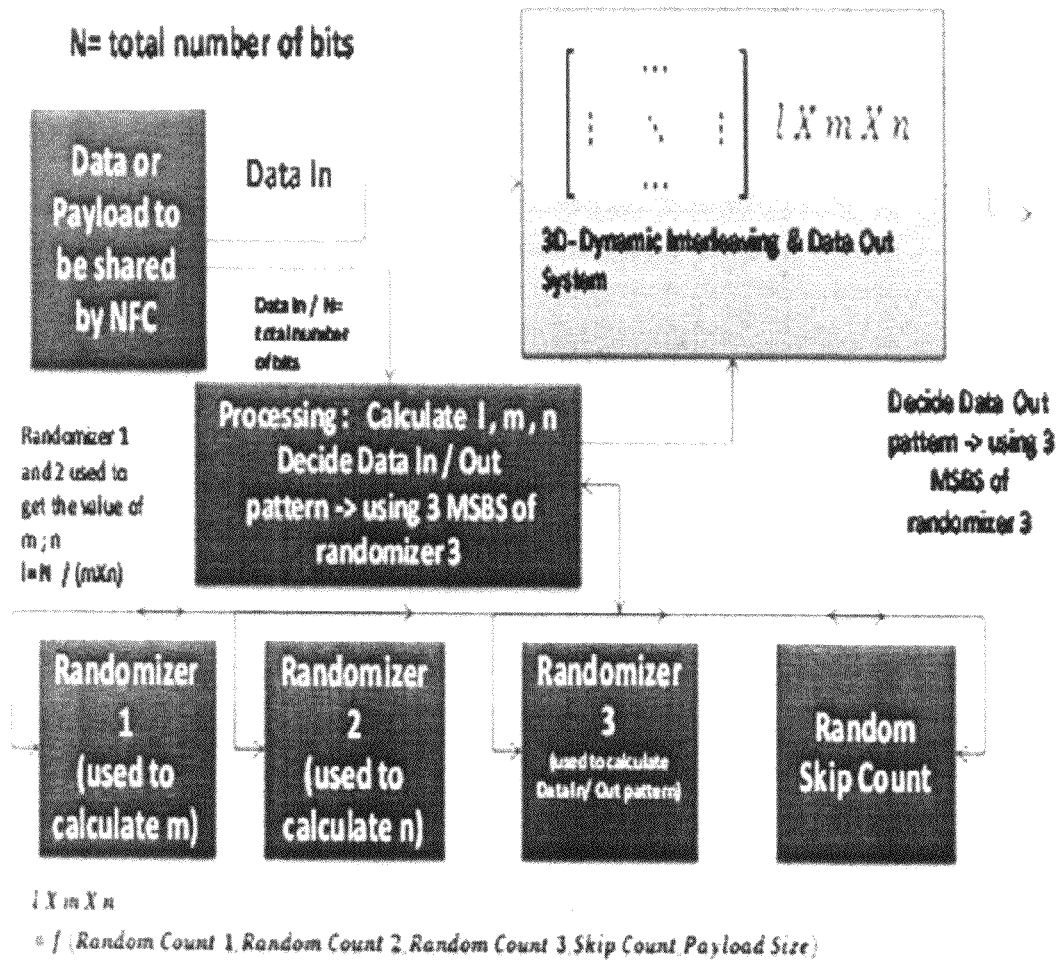 N= total number of bits
Data or
Payload to
be shared
by NFC
Data In
Data In / N=
total number
of bits
[ ... ⋮ ⋱ ⋮ ... ] l X m X n
3D-Dynamic Interleaving & Data Out
System
Processing: Calculate l, m, n
Decide Data In / Out
pattern -> using 3 MSBS of
randomizer 3
Decide Data Out
pattern -> using 3
MSBS of
randomizer 3
Randomizer 1
and 2 used to
get the value of
m ; n
l=N / (mXn)
Randomizer
1
(used to
calculate m)
Randomizer
2
(used to
calculate n)
Randomizer
3
(used to calculate
DataIn/ Out pattern)
Random
Skip Count
l X m X n
= f (Random Count 1,Random Count 2,Random Count 3,Skip Count,Payload Size)